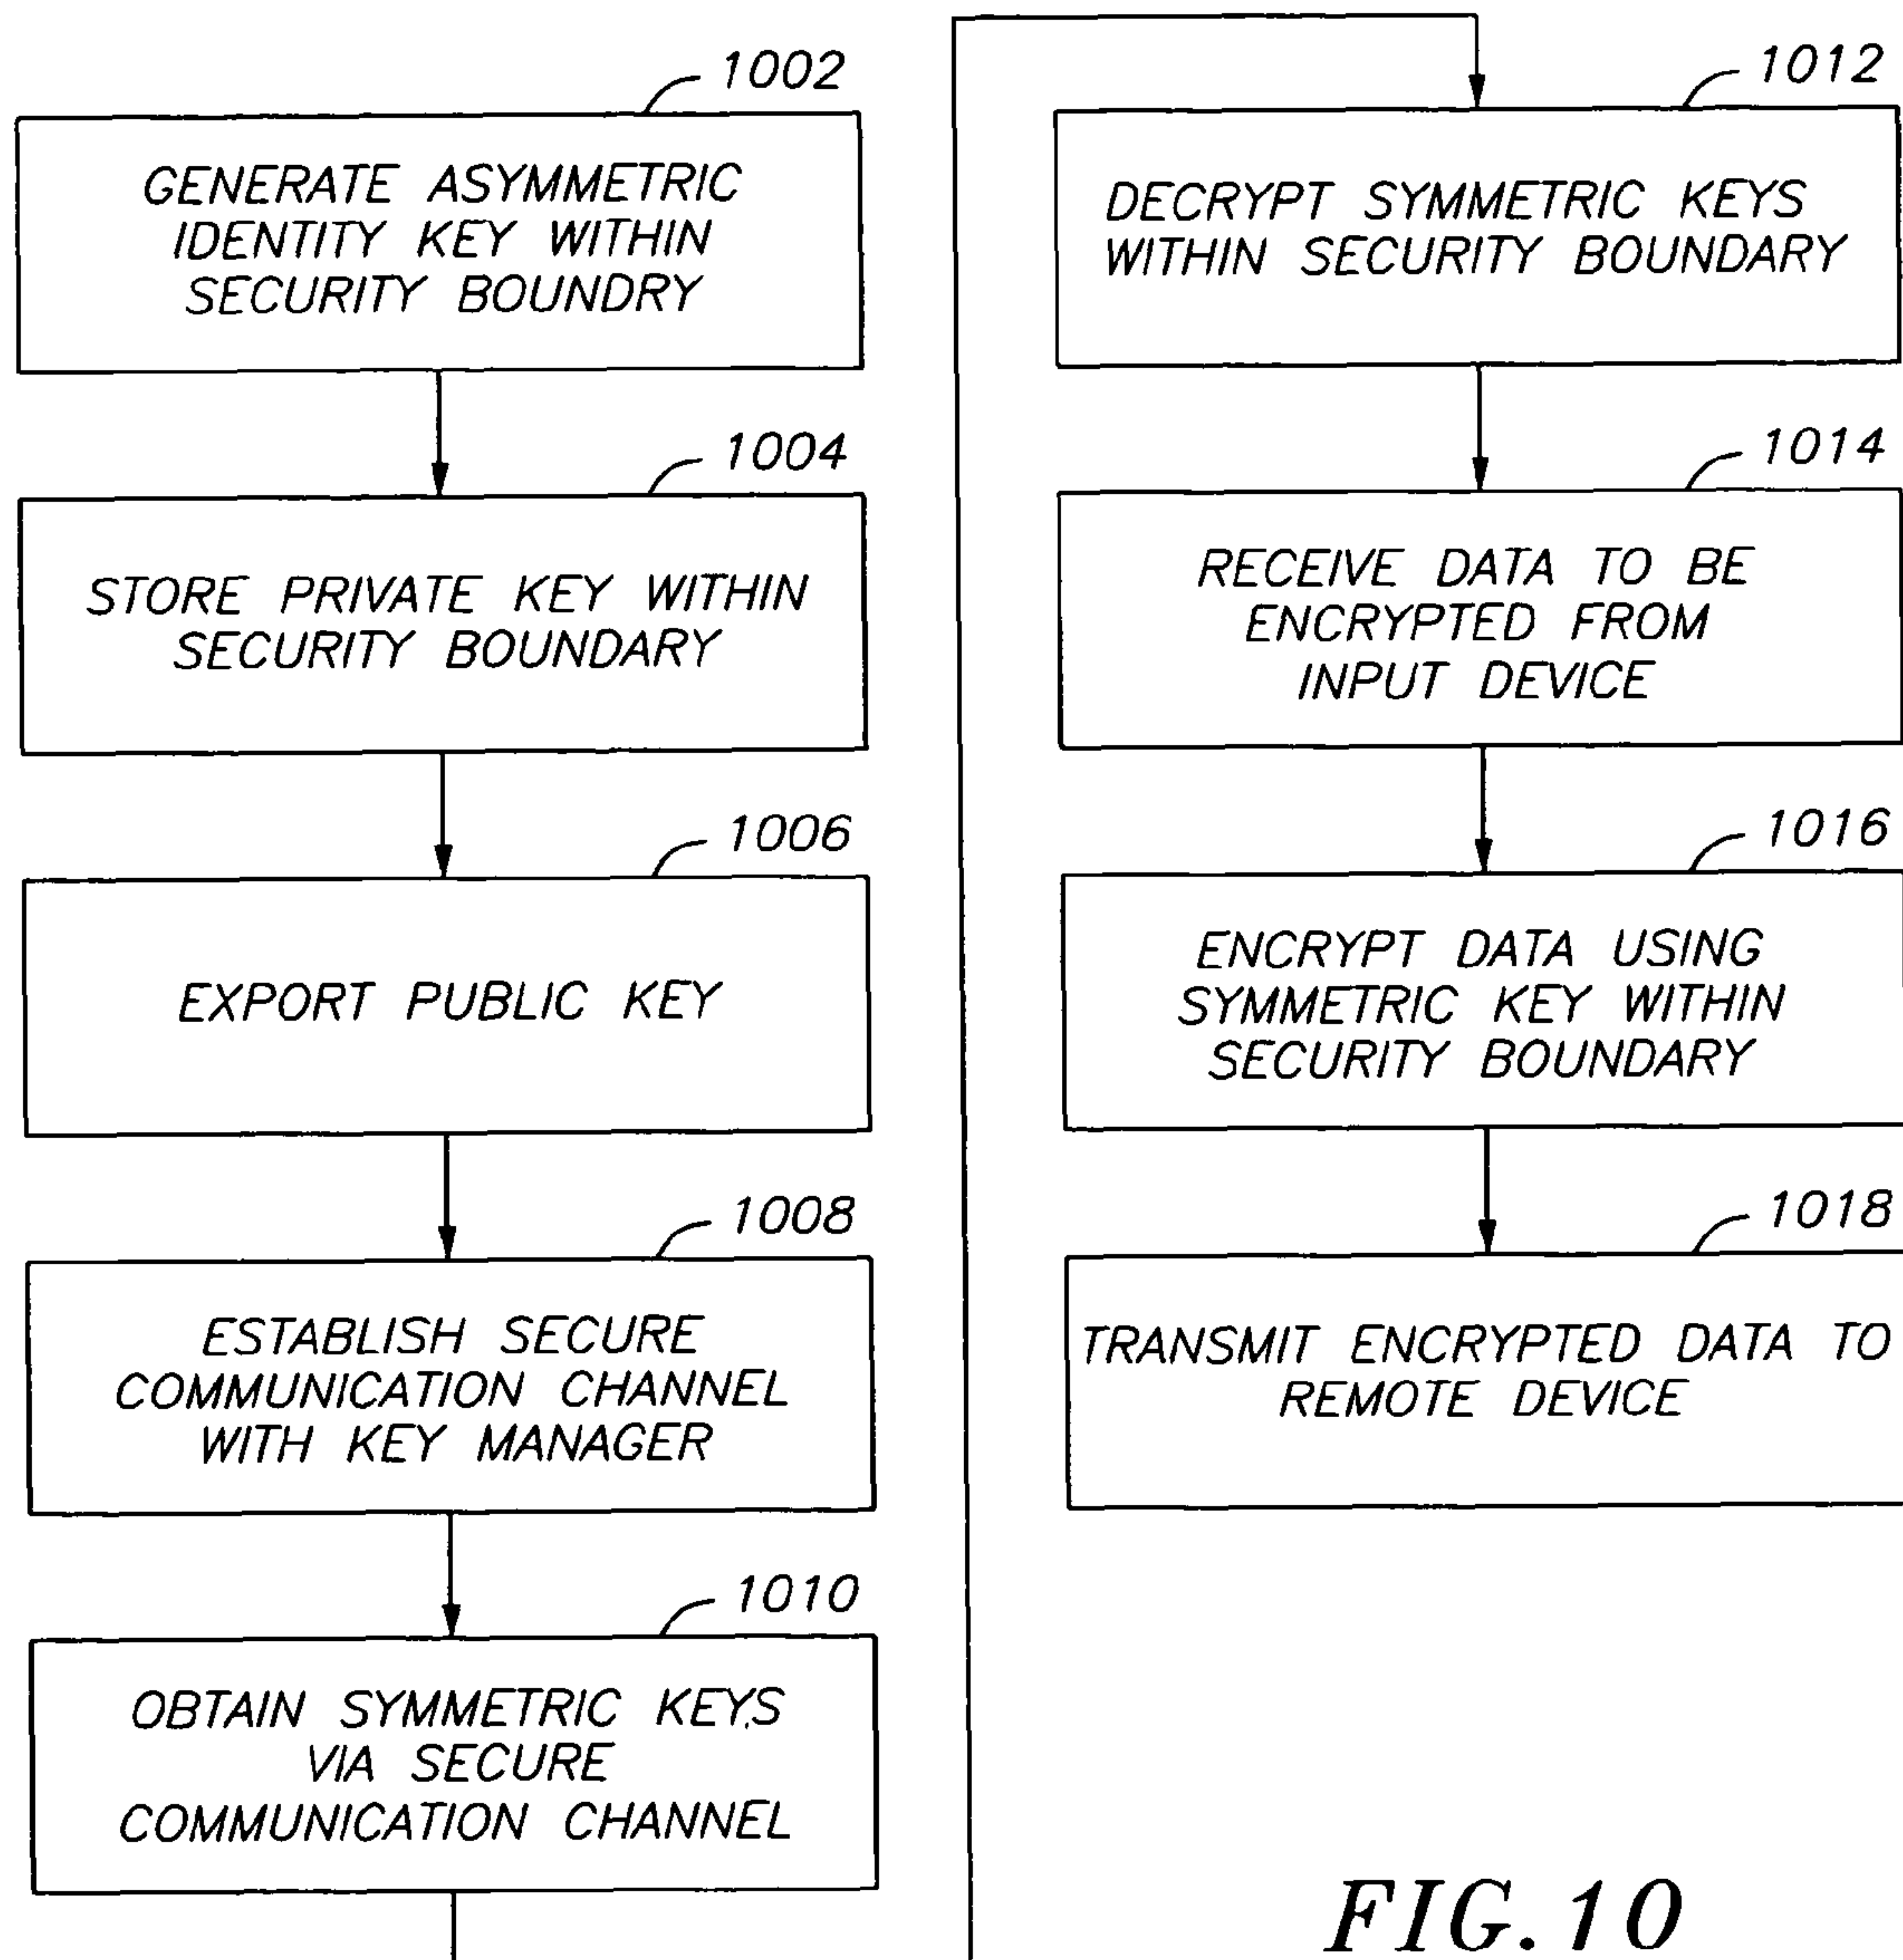 1002
GENERATE ASYMMETRIC
IDENTITY KEY WITHIN
SECURITY BOUNDRY
1004
STORE PRIVATE KEY WITHIN
SECURITY BOUNDARY
1006
EXPORT PUBLIC KEY
1008
ESTABLISH SECURE
COMMUNICATION CHANNEL
WITH KEY MANAGER
1010
OBTAIN SYMMETRIC KEYS
VIA SECURE
COMMUNICATION CHANNEL
1012
DECRYPT SYMMETRIC KEYS
WITHIN SECURITY BOUNDARY
1014
RECEIVE DATA TO BE
ENCRYPTED FROM
INPUT DEVICE
1016
ENCRYPT DATA USING
SYMMETRIC KEY WITHIN
SECURITY BOUNDARY
1018
TRANSMIT ENCRYPTED DATA TO
REMOTE DEVICE
FIG.10